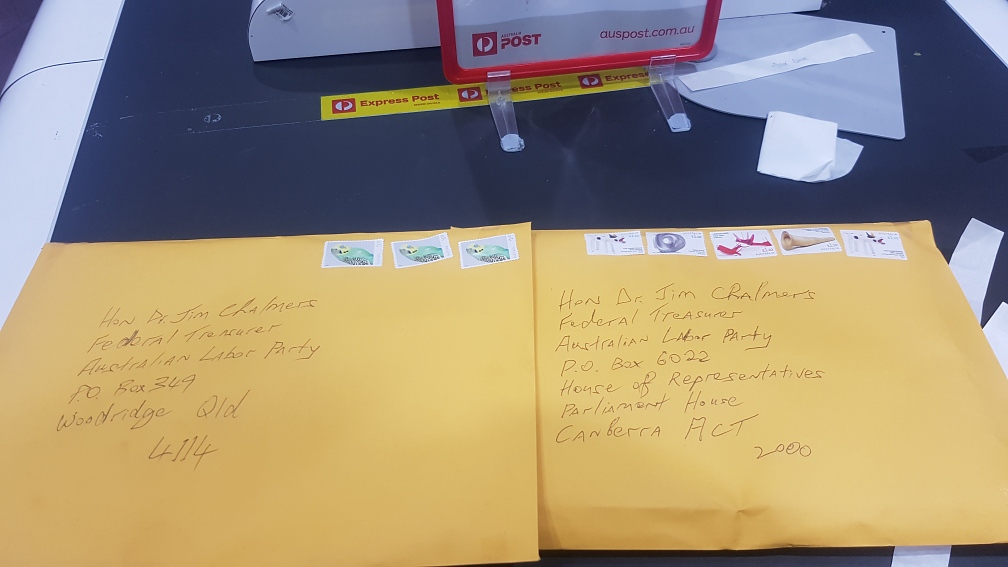 AUSTRALIA
POST
auspost.com.au
Express Post
Express Post
Express
Hon Dr. Jim Chalmers
Federal Treasurer
Australian Labor Party
P.O. Box 349
Woodridge Qld
4114
Hon Dr. Jim Chalmers
Federal Treasurer
Australian Labor Party
P.O. Box 6022
House of Representatives
Parliament House
Canberra ACT
2000